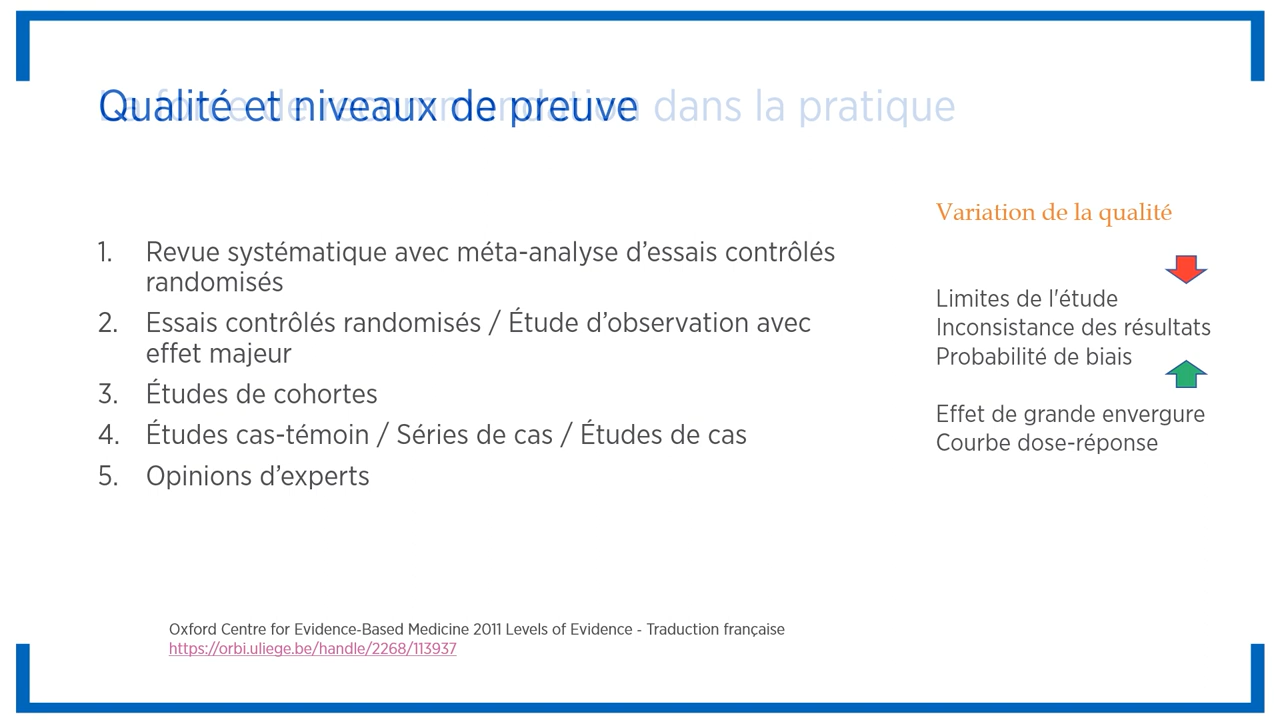 Qualité et niveaux de preuve
La force de recommandation dans la pratique
1. Revue systématique avec méta-analyse d’essais contrôlés
randomisés
2. Essais contrôlés randomisés / Étude d’observation avec
effet majeur
3. Études de cohortes
4. Études cas-témoin / Séries de cas / Études de cas
5. Opinions d’experts
Variation de la qualité
Limites de l'étude
Inconsistance des résultats
Probabilité de biais
Effet de grande envergure
Courbe dose-réponse
Oxford Centre for Evidence-Based Medicine 2011 Levels of Evidence - Traduction française
https://orbi.uliege.be/handle/2268/113937